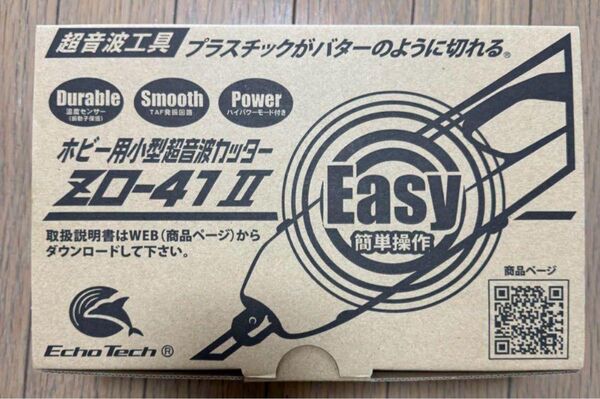 超音波工具 プラスチックがバターのように切れる®
Durable
温度センサー
(振動子保護)
Smooth
TAF発振回路
Power
ハイパワーモード付き
ホビー用小型超音波カッター
ZO-41 II
Easy
簡単操作
取扱説明書はWEB(商品ページ)から
ダウンロードして下さい。
商品ページ
Echo Tech®